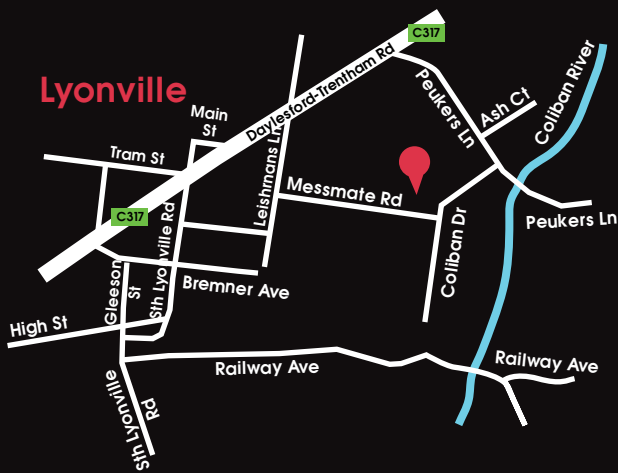 C317
Daylesford-Trentham Rd
Coliban River
Peukers Ln
Ash Ct
Lyonville
Main
St
Tram St
Leishmans Ln
Messmate Rd
C317
Sth Lyonville Rd
Peukers Ln
Coliban Dr
Gleeson
St
Bremner Ave
High St
Railway Ave
Railway Ave
Sth Lyonville
Rd